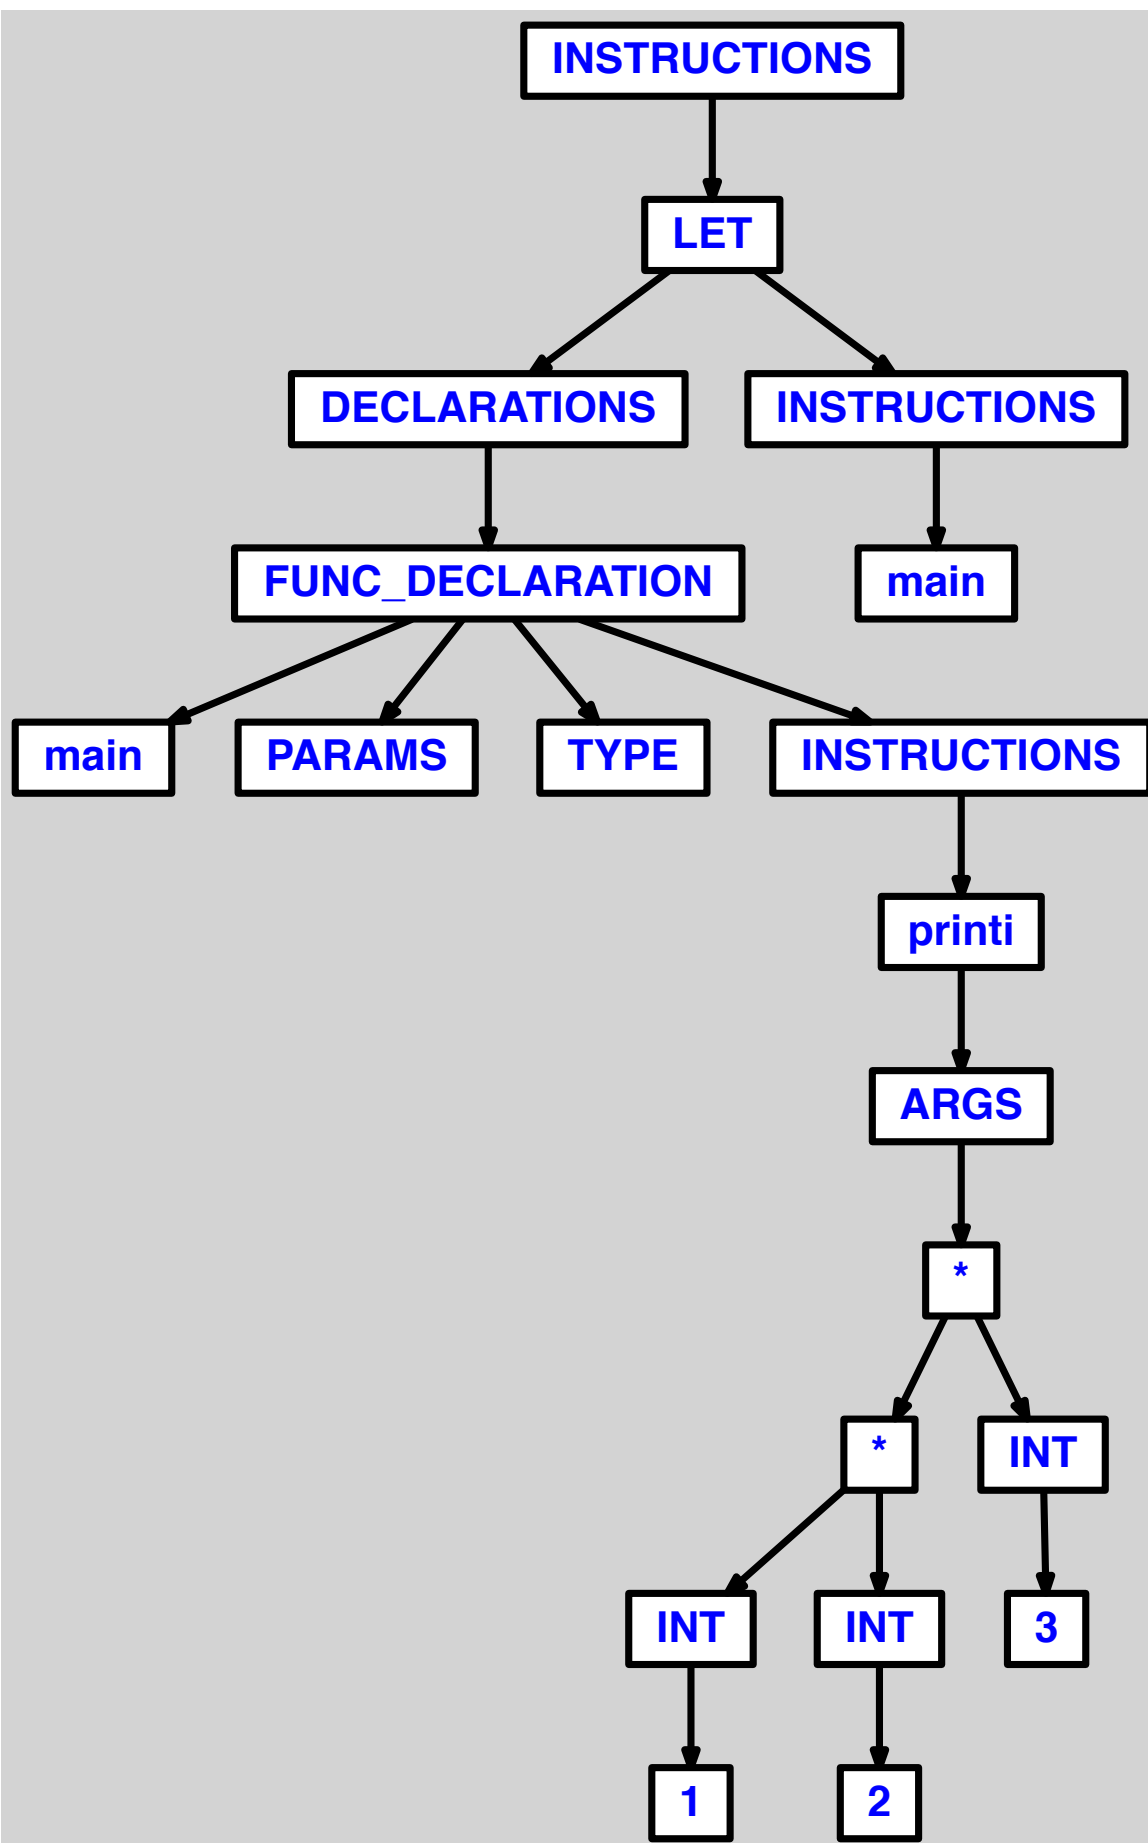 INSTRUCTIONS
LET
DECLARATIONS
INSTRUCTIONS
FUNC_DECLARATION
main
main
PARAMS
TYPE
INSTRUCTIONS
printi
ARGS
*
*
INT
INT
INT
3
1
2